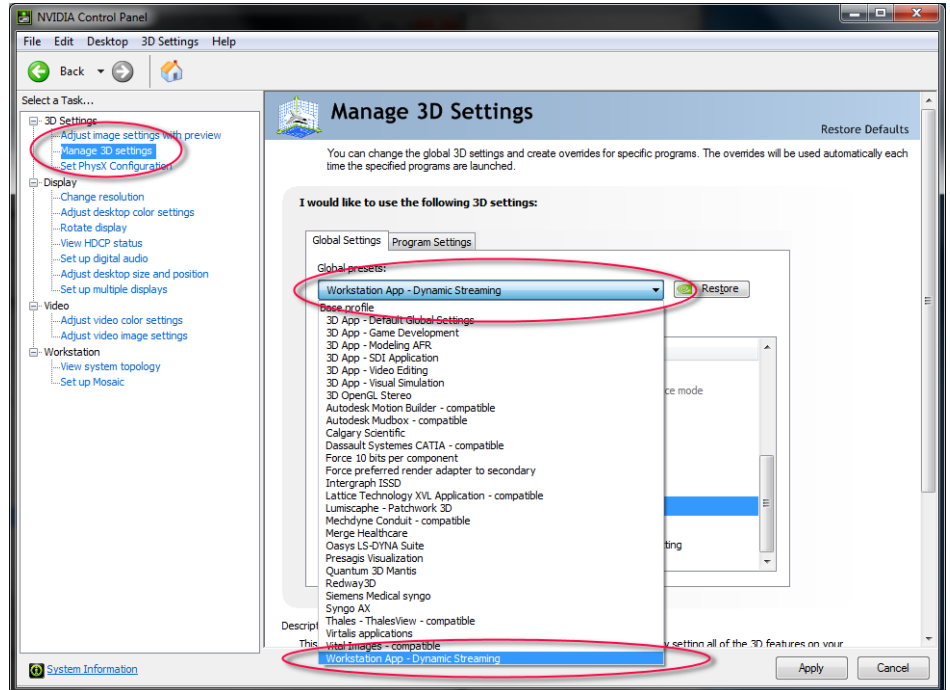 NVIDIA Control Panel
File Edit Desktop 3D Settings Help
Back
Select a Task...
3D Settings
Adjust image settings with preview
Manage 3D settings
Set PhysX Configuration
Display
Change resolution
Adjust desktop color settings
Rotate display
View HDCP status
Set up digital audio
Adjust desktop size and position
Set up multiple displays
Video
Adjust video color settings
Adjust video image settings
Workstation
View system topology
Set up Mosaic
System Information
Manage 3D Settings
Restore Defaults
You can change the global 3D settings and create overrides for specific programs. The overrides will be used automatically each
time the specified programs are launched.
I would like to use the following 3D settings:
Global Settings Program Settings
Global presets:
Workstation App - Dynamic Streaming
Restore
Base profile
3D App - Default Global Settings
3D App - Game Development
3D App - Modeling AFR
3D App - SDI Application
3D App - Video Editing
3D App - Visual Simulation
3D OpenGL Stereo
Autodesk Motion Builder - compatible
Autodesk Mudbox - compatible
Calgary Scientific
Dassault Systemes CATIA - compatible
Force 10 bits per component
Force preferred render adapter to secondary
Intergraph ISSD
Lattice Technology XVL Application - compatible
Lumiscaphe - Patchwork 3D
Mechdyne Conduit - compatible
Merge Healthcare
Oasys LS-DYNA Suite
Presagis Visualization
Quantum 3D Mantis
Redway3D
Siemens Medical syngo
Syngo AX
Thales - ThalesView - compatible
Virtalis applications
Vital Images - compatible
Workstation App - Dynamic Streaming
ce mode
ting
Descript
This
setting all of the 3D features on your
Apply Cancel